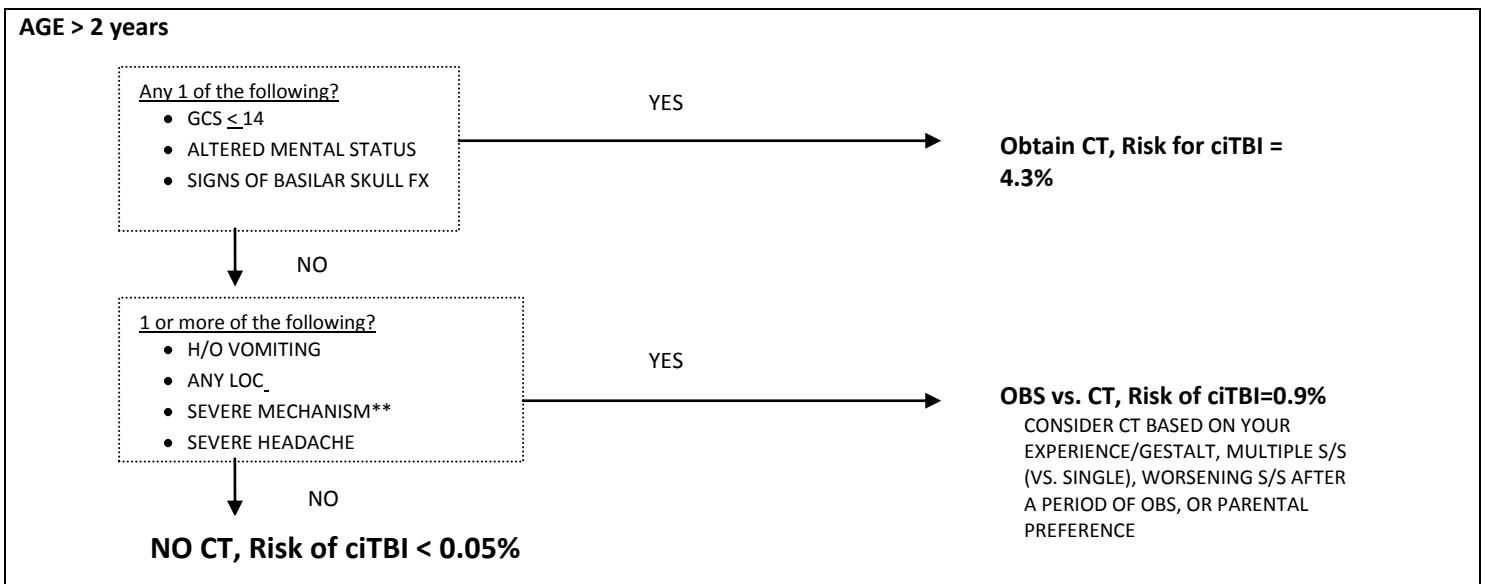 AGE > 2 years
Any 1 of the following?
• GCS < 14
• ALTERED MENTAL STATUS
• SIGNS OF BASILAR SKULL FX
YES
Obtain CT, Risk for ciTBI =
4.3%
NO
1 or more of the following?
• H/O VOMITING
• ANY LOC
• SEVERE MECHANISM**
• SEVERE HEADACHE
YES
OBS vs. CT, Risk of ciTBI=0.9%
CONSIDER CT BASED ON YOUR
EXPERIENCE/GESTALT, MULTIPLE S/S
(VS. SINGLE), WORSENING S/S AFTER
A PERIOD OF OBS, OR PARENTAL
PREFERENCE
NO
NO CT, Risk of ciTBI < 0.05%